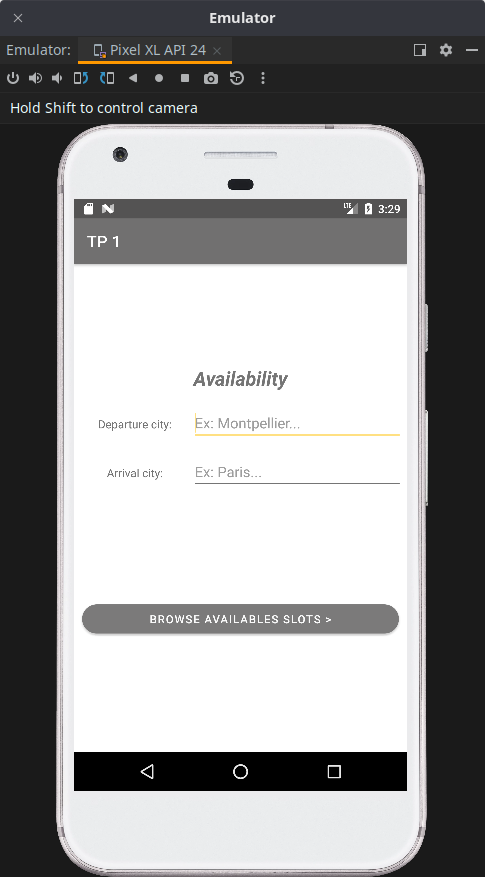 Emulator
Emulator: Pixel XL API 24
Hold Shift to control camera
LTE 3:29
TP 1
Availability
Departure city: Ex: Montpellier...
Arrival city: Ex: Paris...
BROWSE AVAILABLES SLOTS >